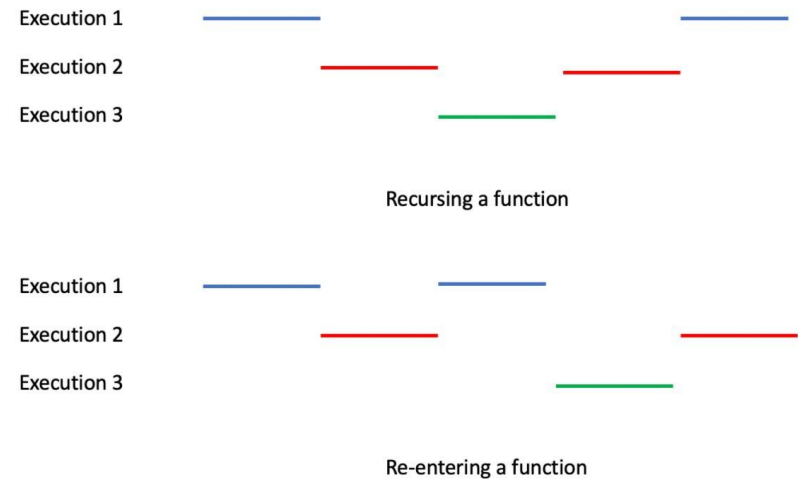 Execution 1
Execution 2
Execution 3
Recursing a function
Execution 1
Execution 2
Execution 3
Re-entering a function